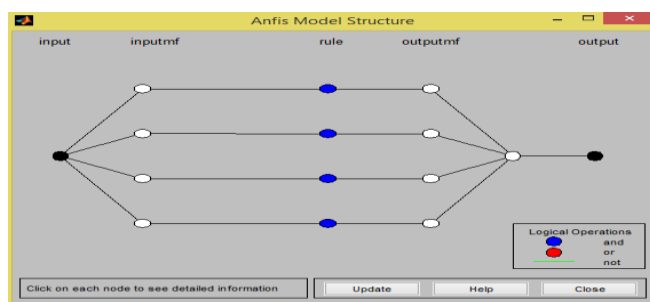 Anfis Model Structure
input inputmf rule outputmf output
Logical Operations
and
or
not
Click on each node to see detailed information
Update Help Close